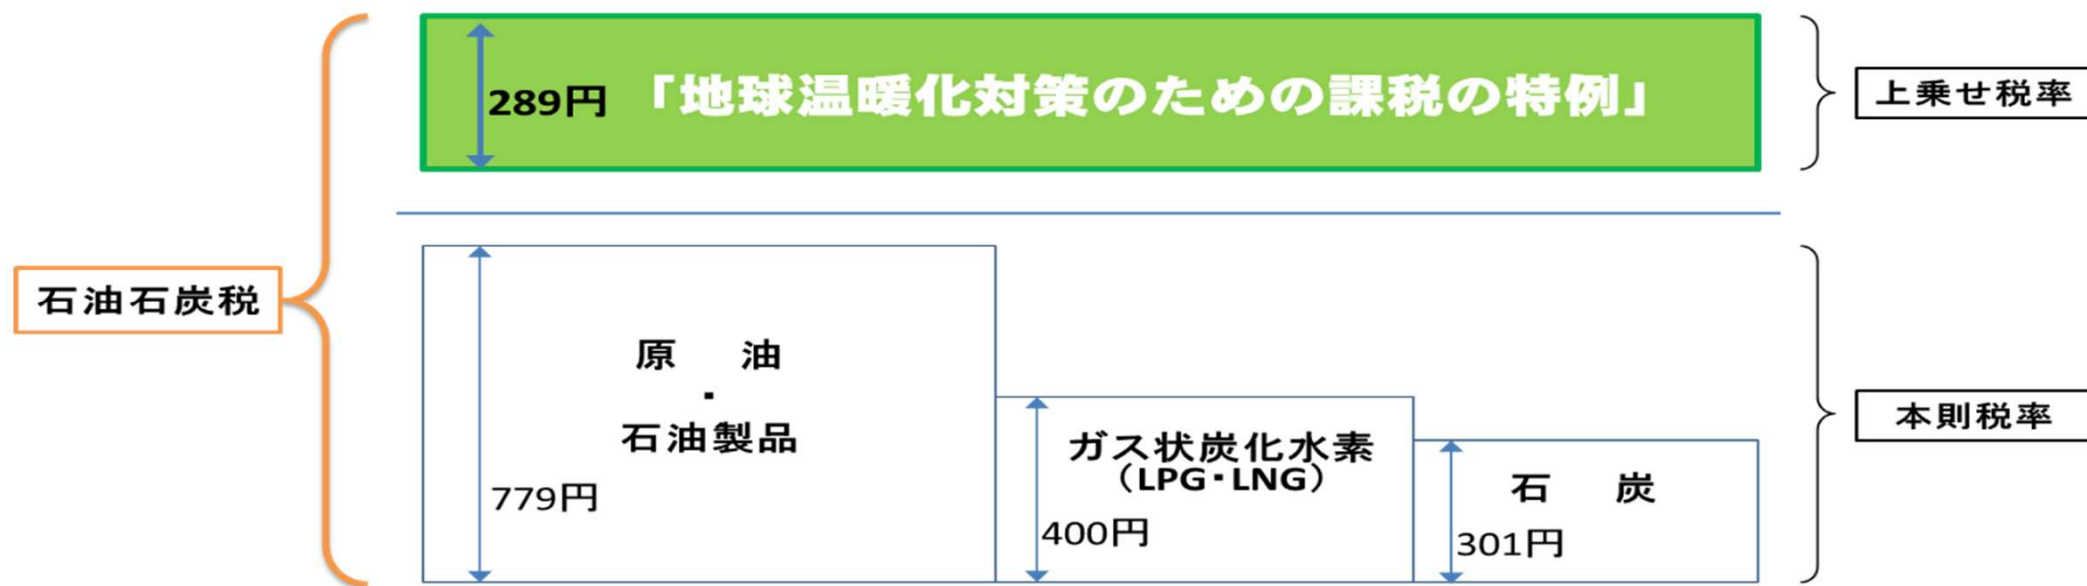 289円 「地球温暖化対策のための課税の特例」
上乗せ税率
石油石炭税
原 油
・
石油製品
779円
ガス状炭化水素
（LPG・LNG）
400円
石 炭
301円
本則税率